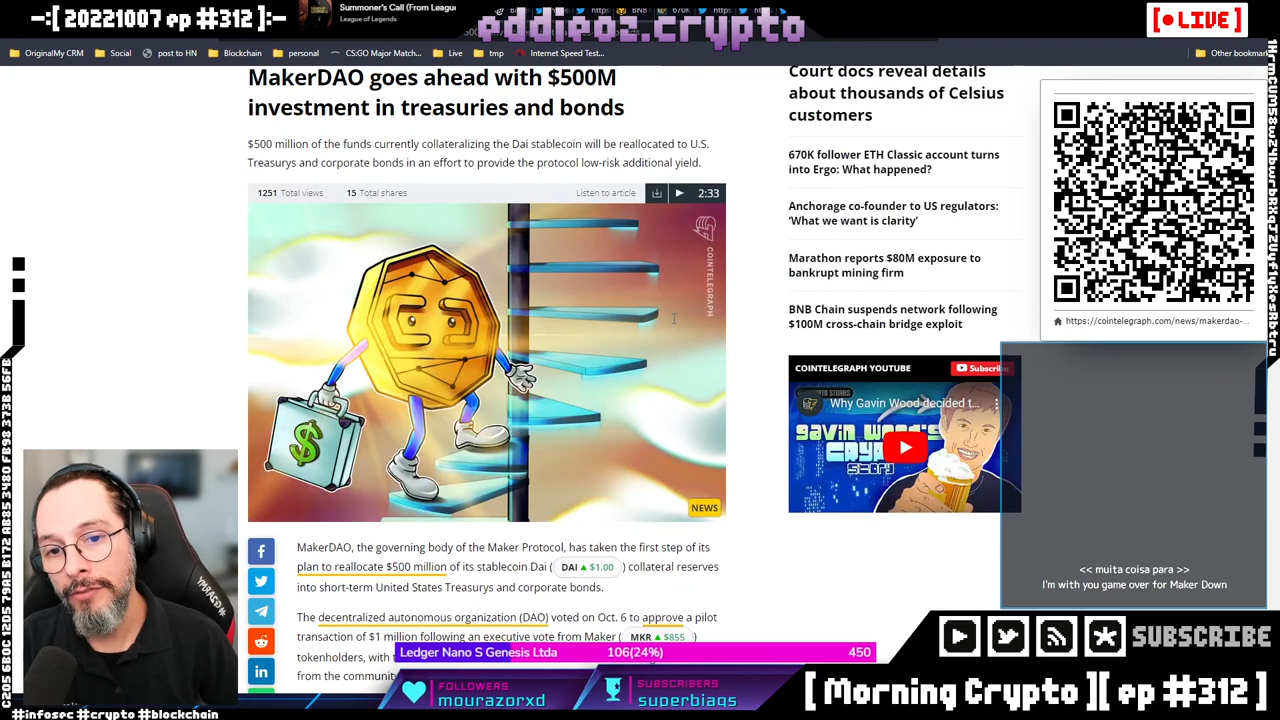 —:[ 20221007 ep #312 ]:—
Summoner's Call (From Leagu
League of Legends
eddieoz.crypto
[ LIVE ]
OriginalMy CRM
Social
post to HN
Blockchain
personal
CS:GO Major Match...
Live
tmp
Internet Speed Test...
Other bookmar
MakerDAO goes ahead with $500M
investment in treasuries and bonds
$500 million of the funds currently collateralizing the Dai stablecoin will be reallocated to U.S.
Treasurys and corporate bonds in an effort to provide the protocol low-risk additional yield.
1251 Total views
15 Total shares
Listen to article
2:33
COINTELEGRAPH
$
NEWS
MakerDAO, the governing body of the Maker Protocol, has taken the first step of its
plan to reallocate $500 million of its stablecoin Dai ( DAI ▲ $1.00 ) collateral reserves
into short-term United States Treasurys and corporate bonds.
The decentralized autonomous organization (DAO) voted on Oct. 6 to approve a pilot
transaction of $1 million following an executive vote from Maker ( MKR ▲ $855 )
tokenholders, with
from the communit
Court docs reveal details
about thousands of Celsius
customers
670K follower ETH Classic account turns
into Ergo: What happened?
Anchorage co-founder to US regulators:
‘What we want is clarity’
Marathon reports $80M exposure to
bankrupt mining firm
BNB Chain suspends network following
$100M cross-chain bridge exploit
COINTELEGRAPH YOUTUBE
Subscribe
Why Gavin Wood decided t...
gavin wood's
crypto
story
https://cointelegraph.com/news/makerdao-...
<< muita coisa para >>
I'm with you game over for Maker Down
Ledger Nano S Genesis Ltda
106(24%)
450
FOLLOWERS
mourazorxd
SUBSCRIBERS
superbiaqs
SUBSCRIBE
[ Morning Crypto ][ ep #312 ]
#infosec #crypto #blockchain